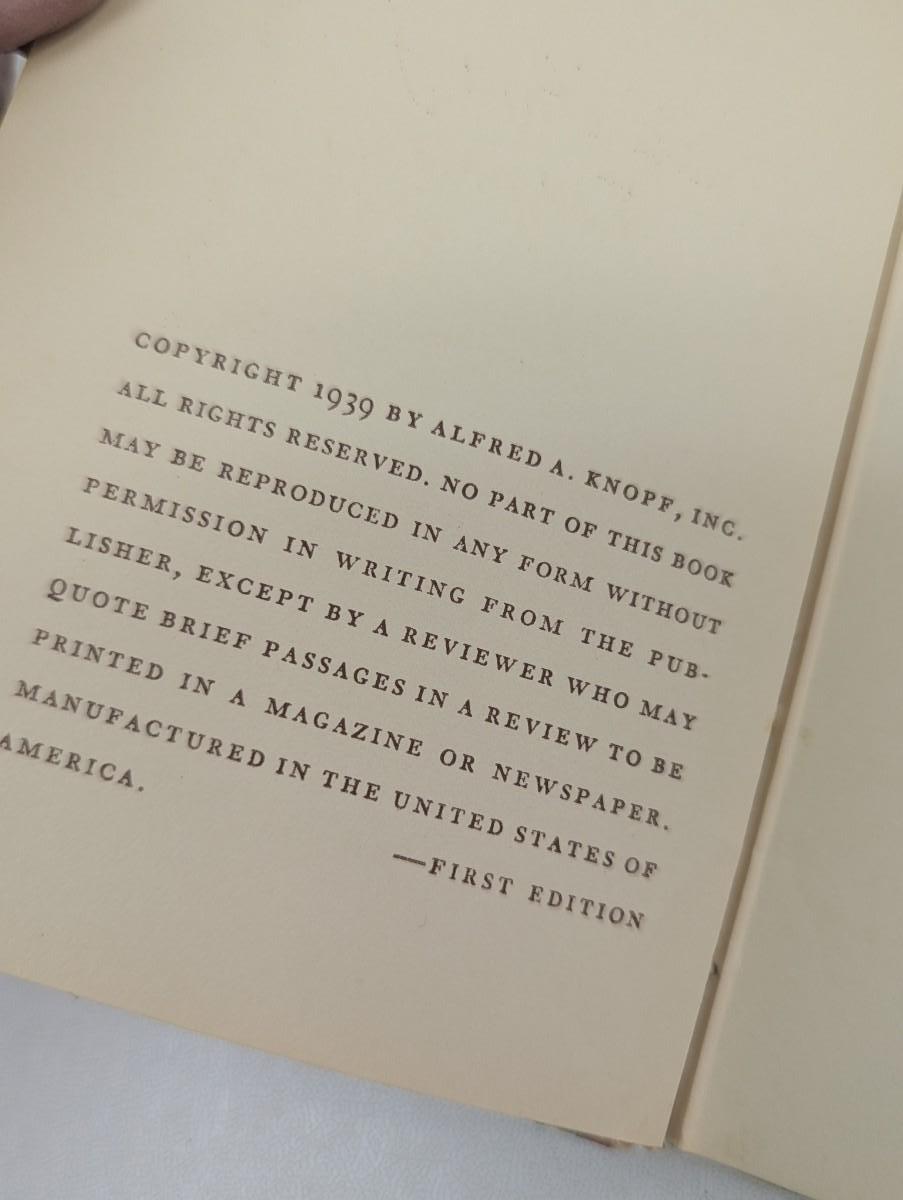 COPYRIGHT 1939 BY ALFRED A. KNOPF, INC.
ALL RIGHTS RESERVED. NO PART OF THIS BOOK
MAY BE REPRODUCED IN ANY FORM WITHOUT
PERMISSION IN WRITING FROM THE PUB-
LISHER, EXCEPT BY A REVIEWER WHO MAY
QUOTE BRIEF PASSAGES IN A REVIEW TO BE
PRINTED IN A MAGAZINE OR NEWSPAPER.
MANUFACTURED IN THE UNITED STATES OF
AMERICA.
—FIRST EDITION